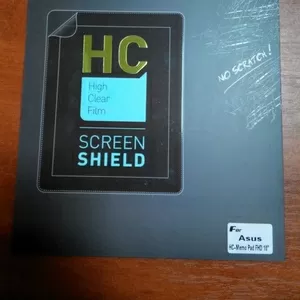 HC
High
Clear
Film
NO SCRATCH!
SCREEN
SHIELD
For
Asus
HC-Memo Pad FHD 10"